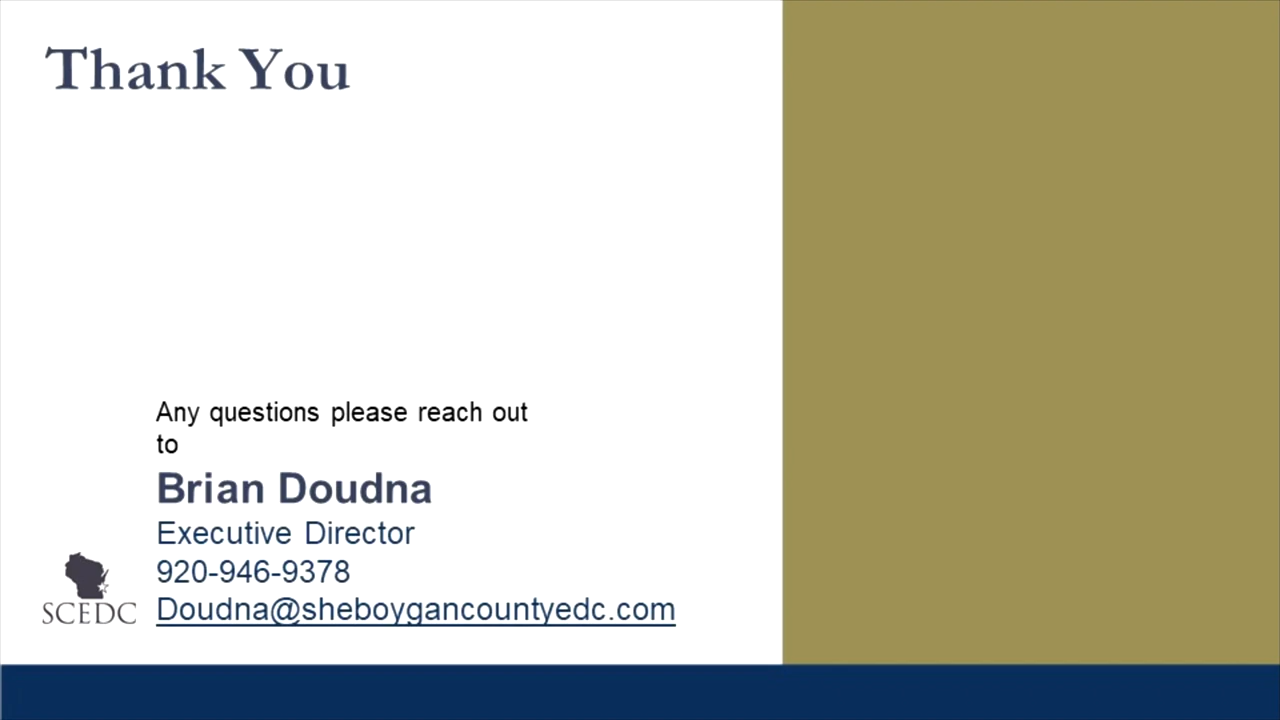 Thank You
Any questions please reach out
to
Brian Doudna
Executive Director
920-946-9378
Doudna@sheboygancountyedc.com
SCEDC